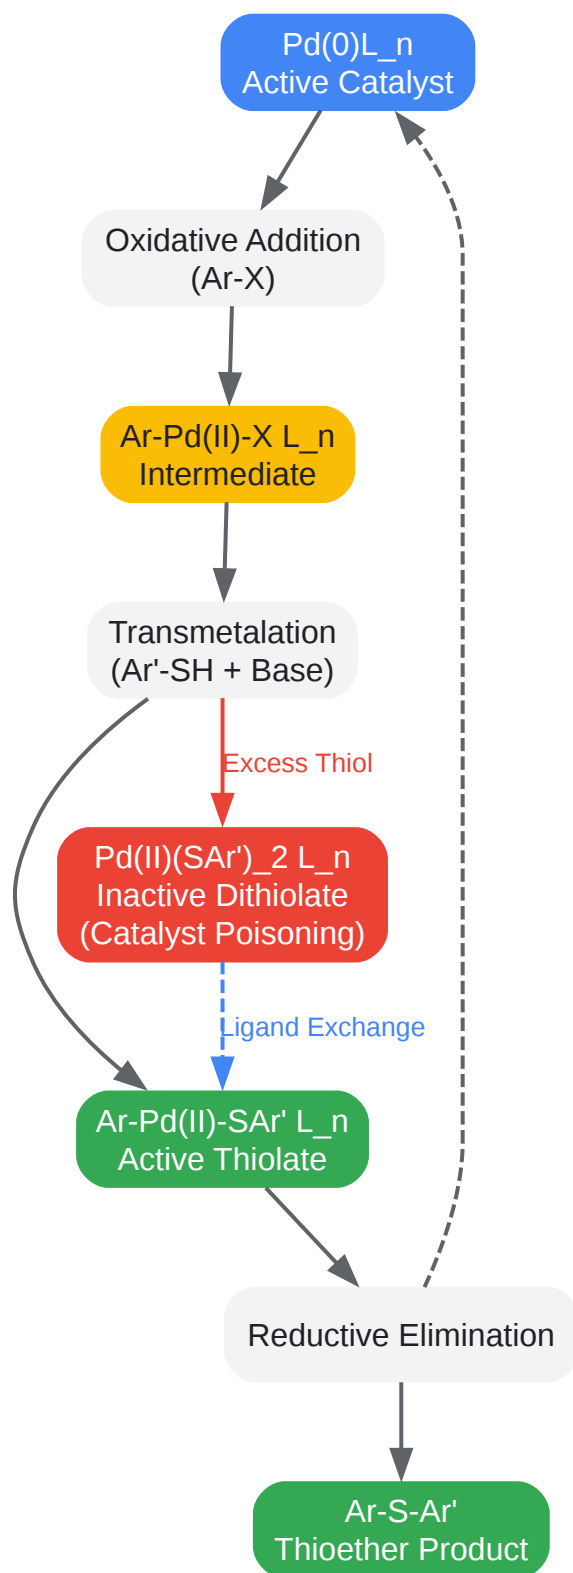 Pd(0)L_n
Active Catalyst
Oxidative Addition
(Ar-X)
Ar-Pd(II)-X L_n
Intermediate
Transmetalation
(Ar'-SH + Base)
Excess Thiol
Pd(II)(SAr')_2 L_n
Inactive Dithiolate
(Catalyst Poisoning)
Ligand Exchange
Ar-Pd(II)-SAr' L_n
Active Thiolate
Reductive Elimination
Ar-S-Ar'
Thioether Product